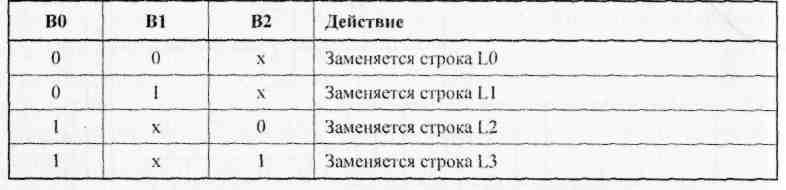 B0 B1 B2 Действие
0 0 x Заменяется строка L0
0 1 x Заменяется строка L1
1 x 0 Заменяется строка L2
1 x 1 Заменяется строка L3